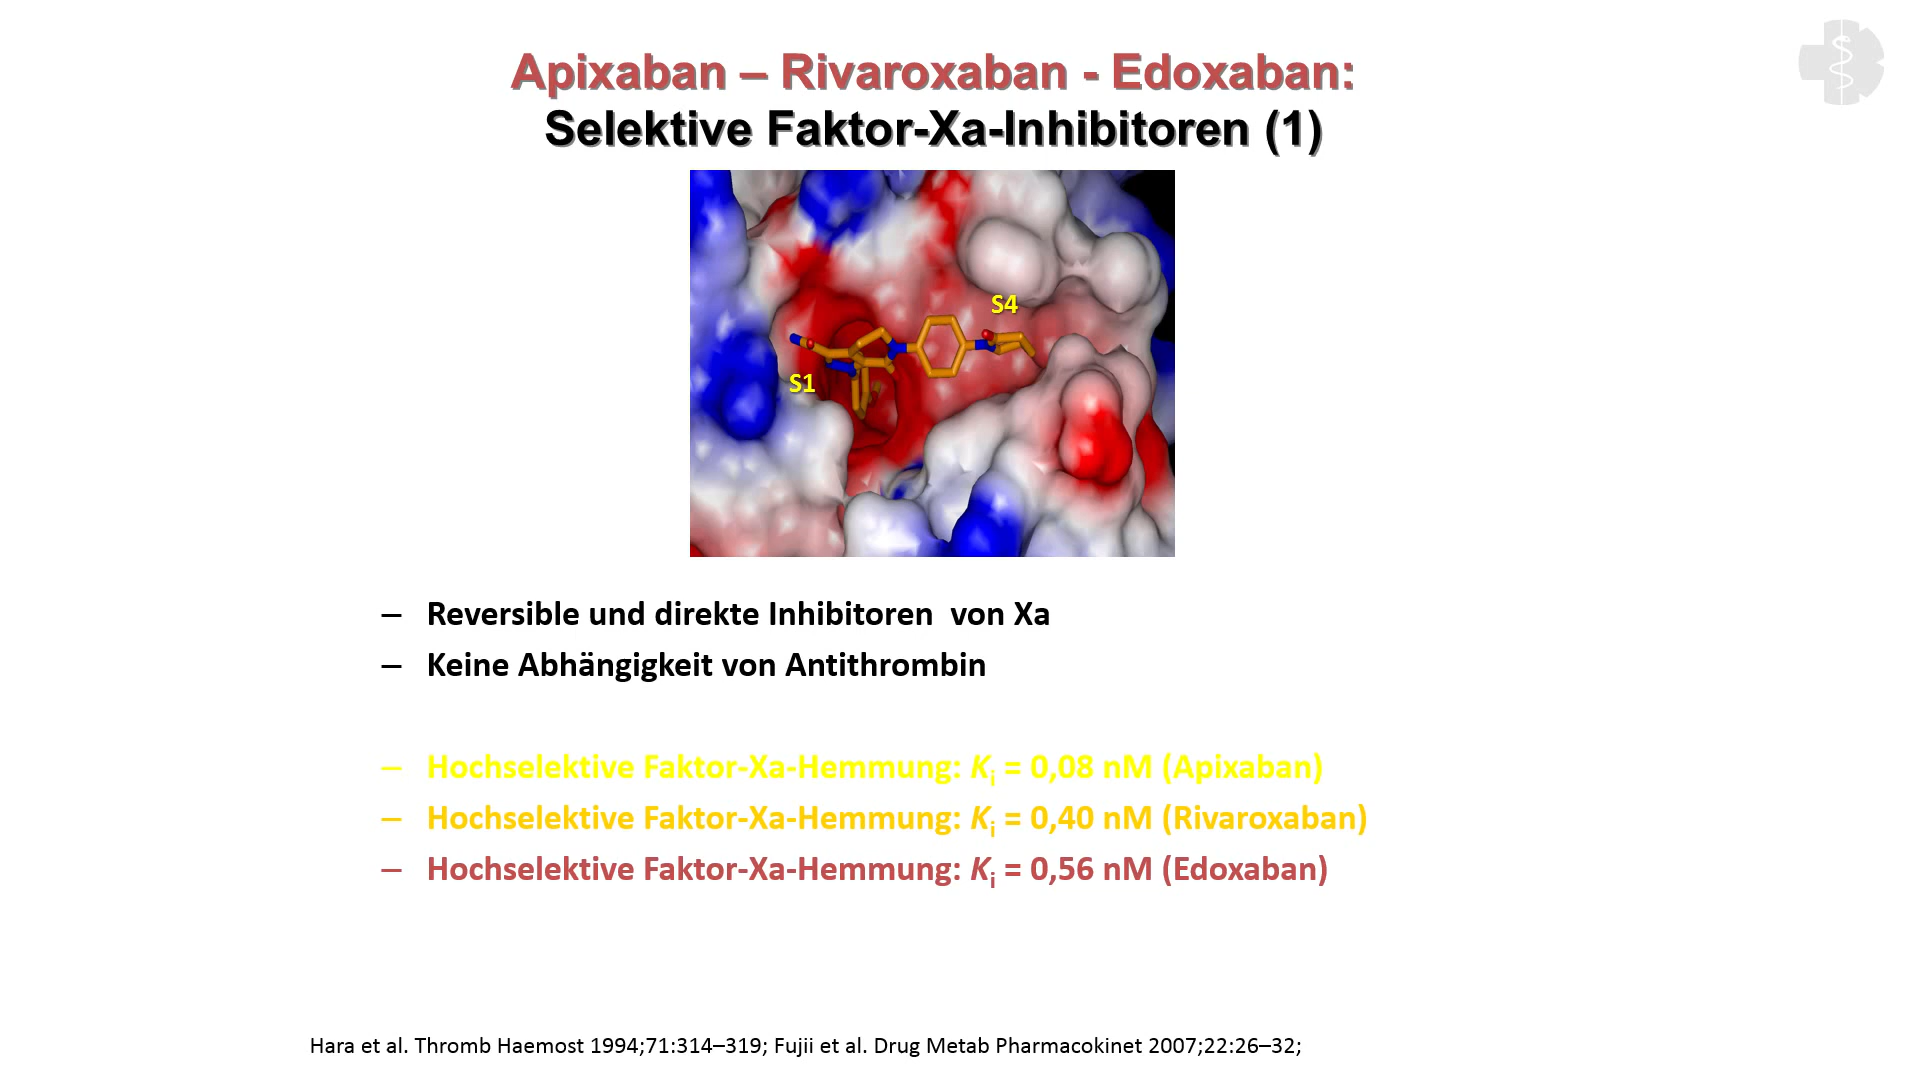 Apixaban – Rivaroxaban - Edoxaban:
Selektive Faktor-Xa-Inhibitoren (1)
S4
S1
– Reversible und direkte Inhibitoren  von Xa
– Keine Abhängigkeit von Antithrombin
– Hochselektive Faktor-Xa-Hemmung: Ki = 0,08 nM (Apixaban)
– Hochselektive Faktor-Xa-Hemmung: Ki = 0,40 nM (Rivaroxaban)
– Hochselektive Faktor-Xa-Hemmung: Ki = 0,56 nM (Edoxaban)
Hara et al. Thromb Haemost 1994;71:314–319; Fujii et al. Drug Metab Pharmacokinet 2007;22:26–32;